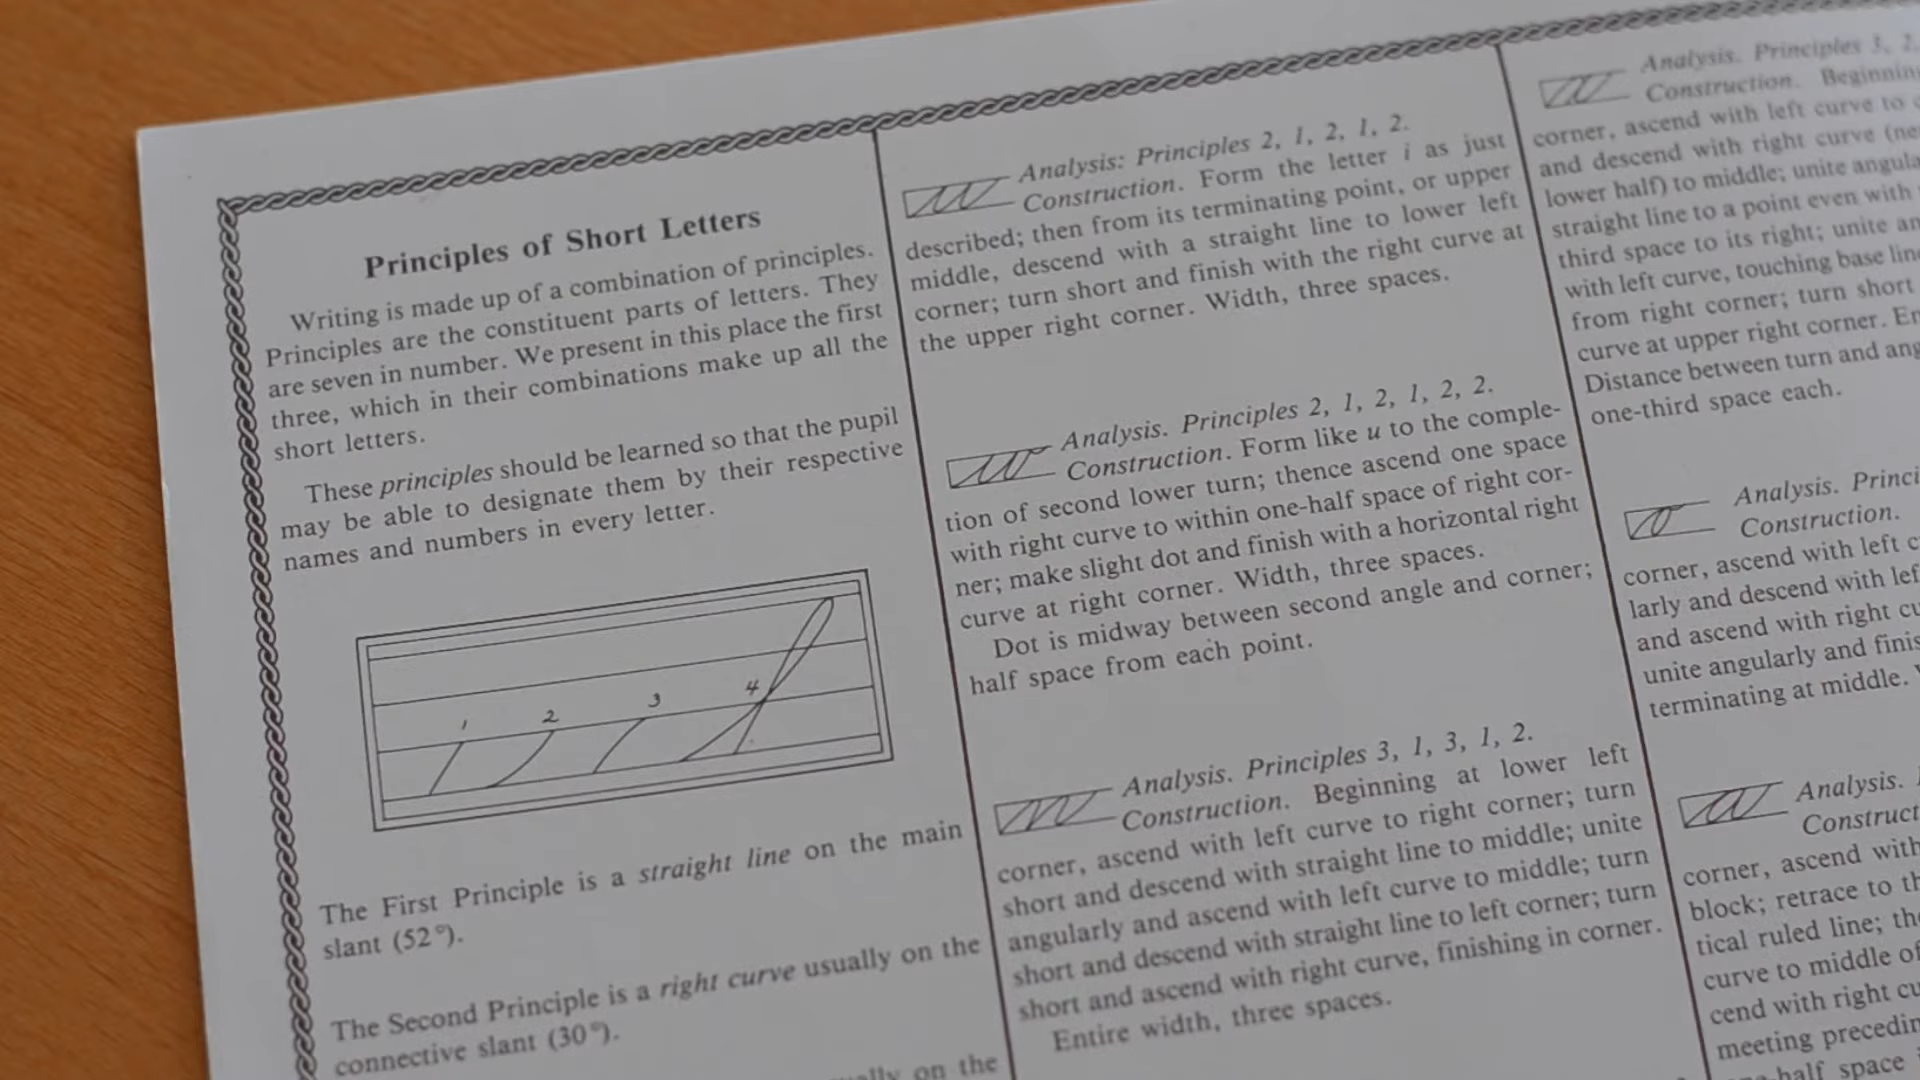 Principles of Short Letters
Writing is made up of a combination of principles.
Principles are the constituent parts of letters. They
are seven in number. We present in this place the first
three, which in their combinations make up all the
short letters.
These principles should be learned so that the pupil
may be able to designate them by their respective
names and numbers in every letter.
1 2 3 4
The First Principle is a straight line on the main
slant (52°).
The Second Principle is a right curve usually on the
connective slant (30°).
on the
Analysis: Principles 2, 1, 2, 1, 2.
Construction. Form the letter i as just
described; then from its terminating point, or upper
middle, descend with a straight line to lower left
corner; turn short and finish with the right curve at
the upper right corner. Width, three spaces.
Analysis. Principles 2, 1, 2, 1, 2, 2.
Construction. Form like u to the comple-
tion of second lower turn; thence ascend one space
with right curve to within one-half space of right cor-
ner; make slight dot and finish with a horizontal right
curve at right corner. Width, three spaces.
Dot is midway between second angle and corner;
half space from each point.
Analysis. Principles 3, 1, 3, 1, 2.
Construction. Beginning at lower left
corner, ascend with left curve to right corner; turn
short and descend with straight line to middle; unite
angularly and ascend with left curve to middle; turn
short and descend with straight line to left corner; turn
short and ascend with right curve, finishing in corner.
Entire width, three spaces.
Analysis. Principles 3, 2,
Construction. Beginning
corner, ascend with left curve to
and descend with right curve
lower half) to middle; unite
straight line to a point even with
third space to its right; unite
with left curve, touching base
from right corner; turn short
curve at upper right corner.
Distance between turn and
one-third space each.
Analysis.
Construction.
corner, ascend with left
larly and descend with
and ascend with right
unite angularly and
terminating at middle.
Analysis.
corner, ascend with
block; retrace to
tical ruled line;
curve to middle of
cend with right
meeting
half space